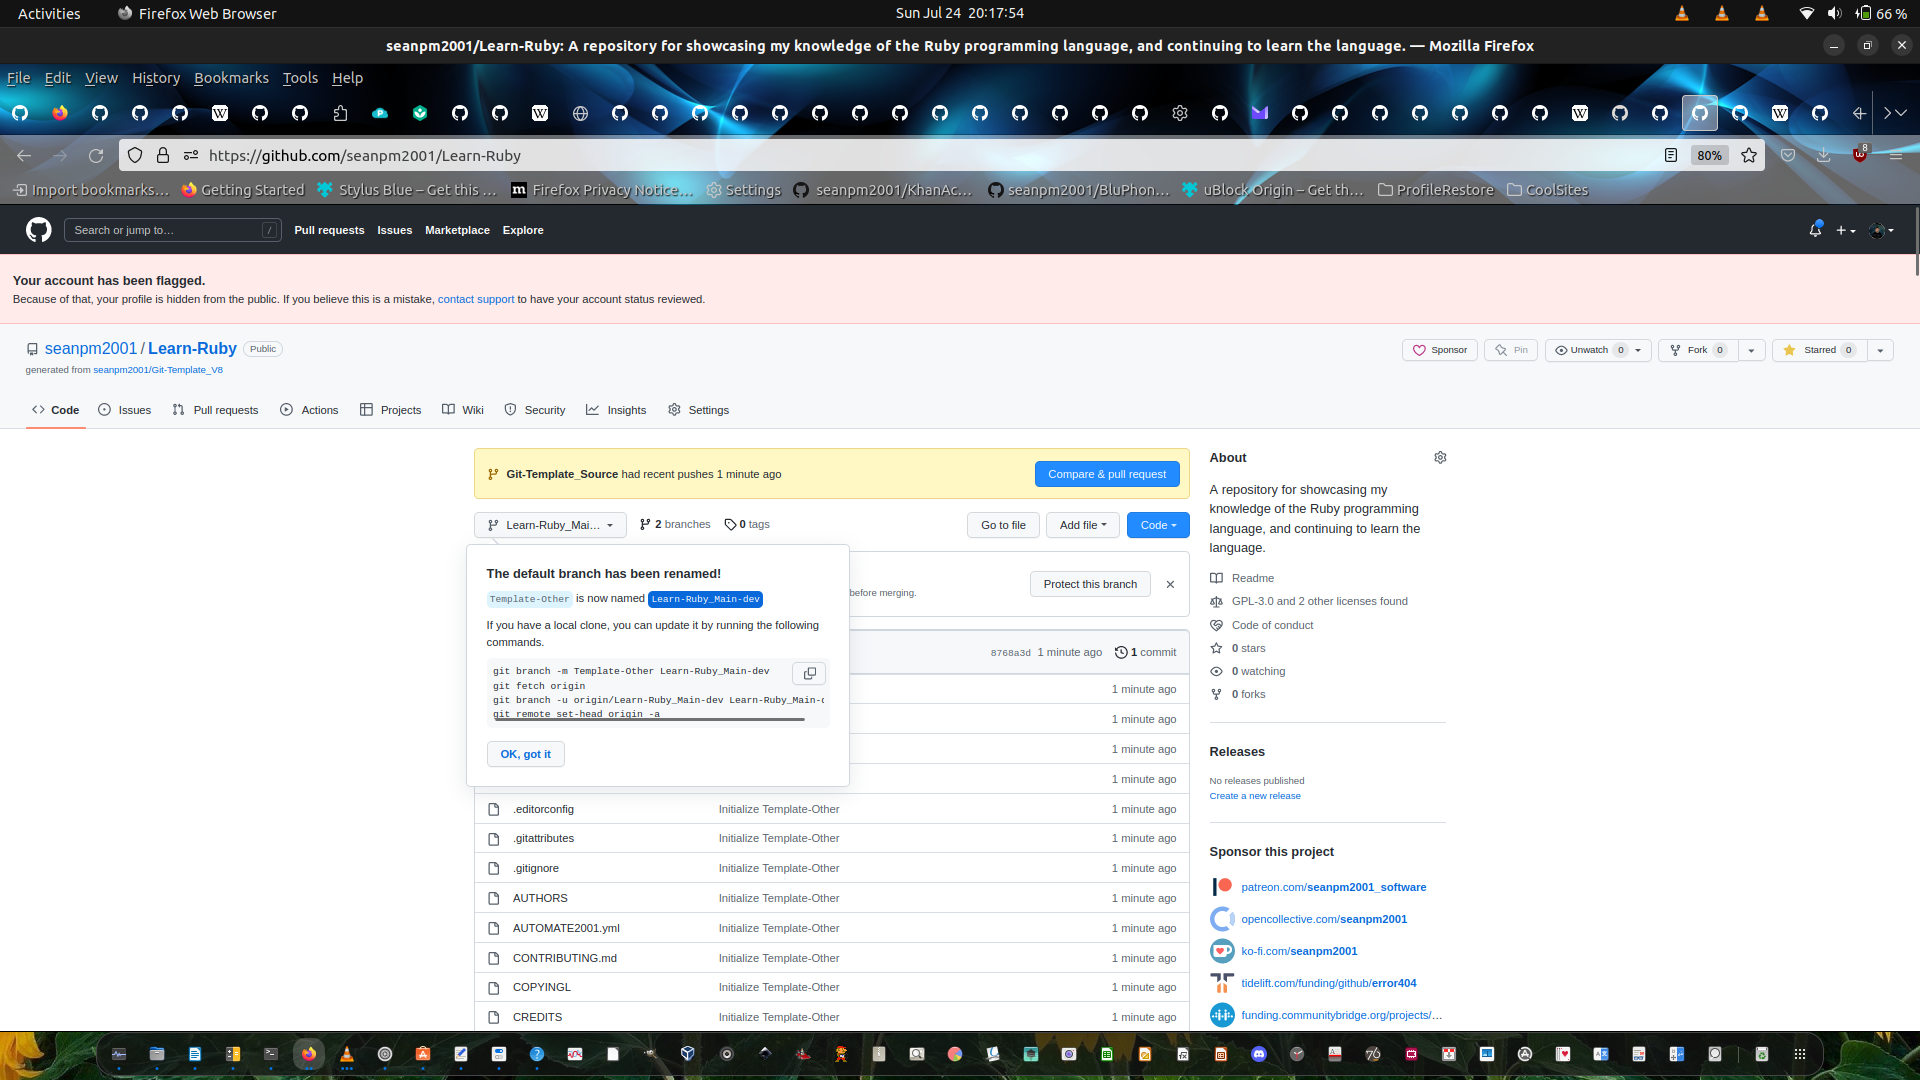 Activities
Firefox Web Browser
Sun Jul 24 20:17:54
66 %
seanpm2001/Learn-Ruby: A repository for showcasing my knowledge of the Ruby programming language, and continuing to learn the language. — Mozilla Firefox
File Edit View History Bookmarks Tools Help
https://github.com/seanpm2001/Learn-Ruby
80%
8
Import bookmarks…
Getting Started
Stylus Blue – Get this …
Firefox Privacy Notice…
Settings
seanpm2001/KhanAc…
seanpm2001/BluPhon…
uBlock Origin – Get th…
ProfileRestore
CoolSites
Search or jump to…
/
Pull requests Issues Marketplace Explore
Your account has been flagged.
Because of that, your profile is hidden from the public. If you believe this is a mistake, contact support to have your account status reviewed.
seanpm2001 / Learn-Ruby Public
generated from seanpm2001/Git-Template_V8
Sponsor
Pin
Unwatch 0
Fork 0
Starred 0
Code
Issues
Pull requests
Actions
Projects
Wiki
Security
Insights
Settings
Git-Template_Source had recent pushes 1 minute ago
Compare & pull request
Learn-Ruby_Mai…
2 branches
0 tags
Go to file
Add file
Code
The default branch has been renamed!
Template-Other is now named Learn-Ruby_Main-dev
If you have a local clone, you can update it by running the following
commands.
git branch -m Template-Other Learn-Ruby_Main-dev
git fetch origin
git branch -u origin/Learn-Ruby_Main-dev Learn-Ruby_Main-d
git remote set-head origin -a
OK, got it
before merging.
Protect this branch
8768a3d 1 minute ago
1 commit
1 minute ago
1 minute ago
1 minute ago
1 minute ago
.editorconfig Initialize Template-Other 1 minute ago
.gitattributes Initialize Template-Other 1 minute ago
.gitignore Initialize Template-Other 1 minute ago
AUTHORS Initialize Template-Other 1 minute ago
AUTOMATE2001.yml Initialize Template-Other 1 minute ago
CONTRIBUTING.md Initialize Template-Other 1 minute ago
COPYINGL Initialize Template-Other 1 minute ago
CREDITS Initialize Template-Other 1 minute ago
About
A repository for showcasing my
knowledge of the Ruby programming
language, and continuing to learn the
language.
Readme
GPL-3.0 and 2 other licenses found
Code of conduct
0 stars
0 watching
0 forks
Releases
No releases published
Create a new release
Sponsor this project
patreon.com/seanpm2001_software
opencollective.com/seanpm2001
ko-fi.com/seanpm2001
tidelift.com/funding/github/error404
funding.communitybridge.org/projects/…